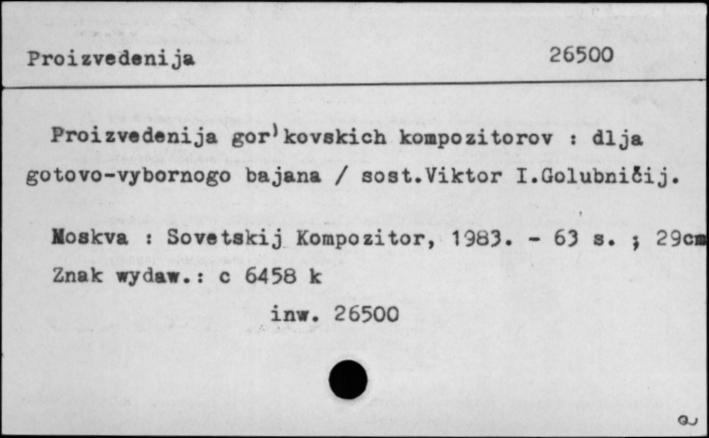 Proizvedenija 26500
Proizvedenija gor'kovskich kompozitorov : dlja
gotovo-vybornogo bajana / sost.Viktor I.Golubničij.
Moskva : Sovetskij Kompozitor, 1983. - 63 s. ; 29cm
Znak wydaw.: c 6458 k
inw. 26500